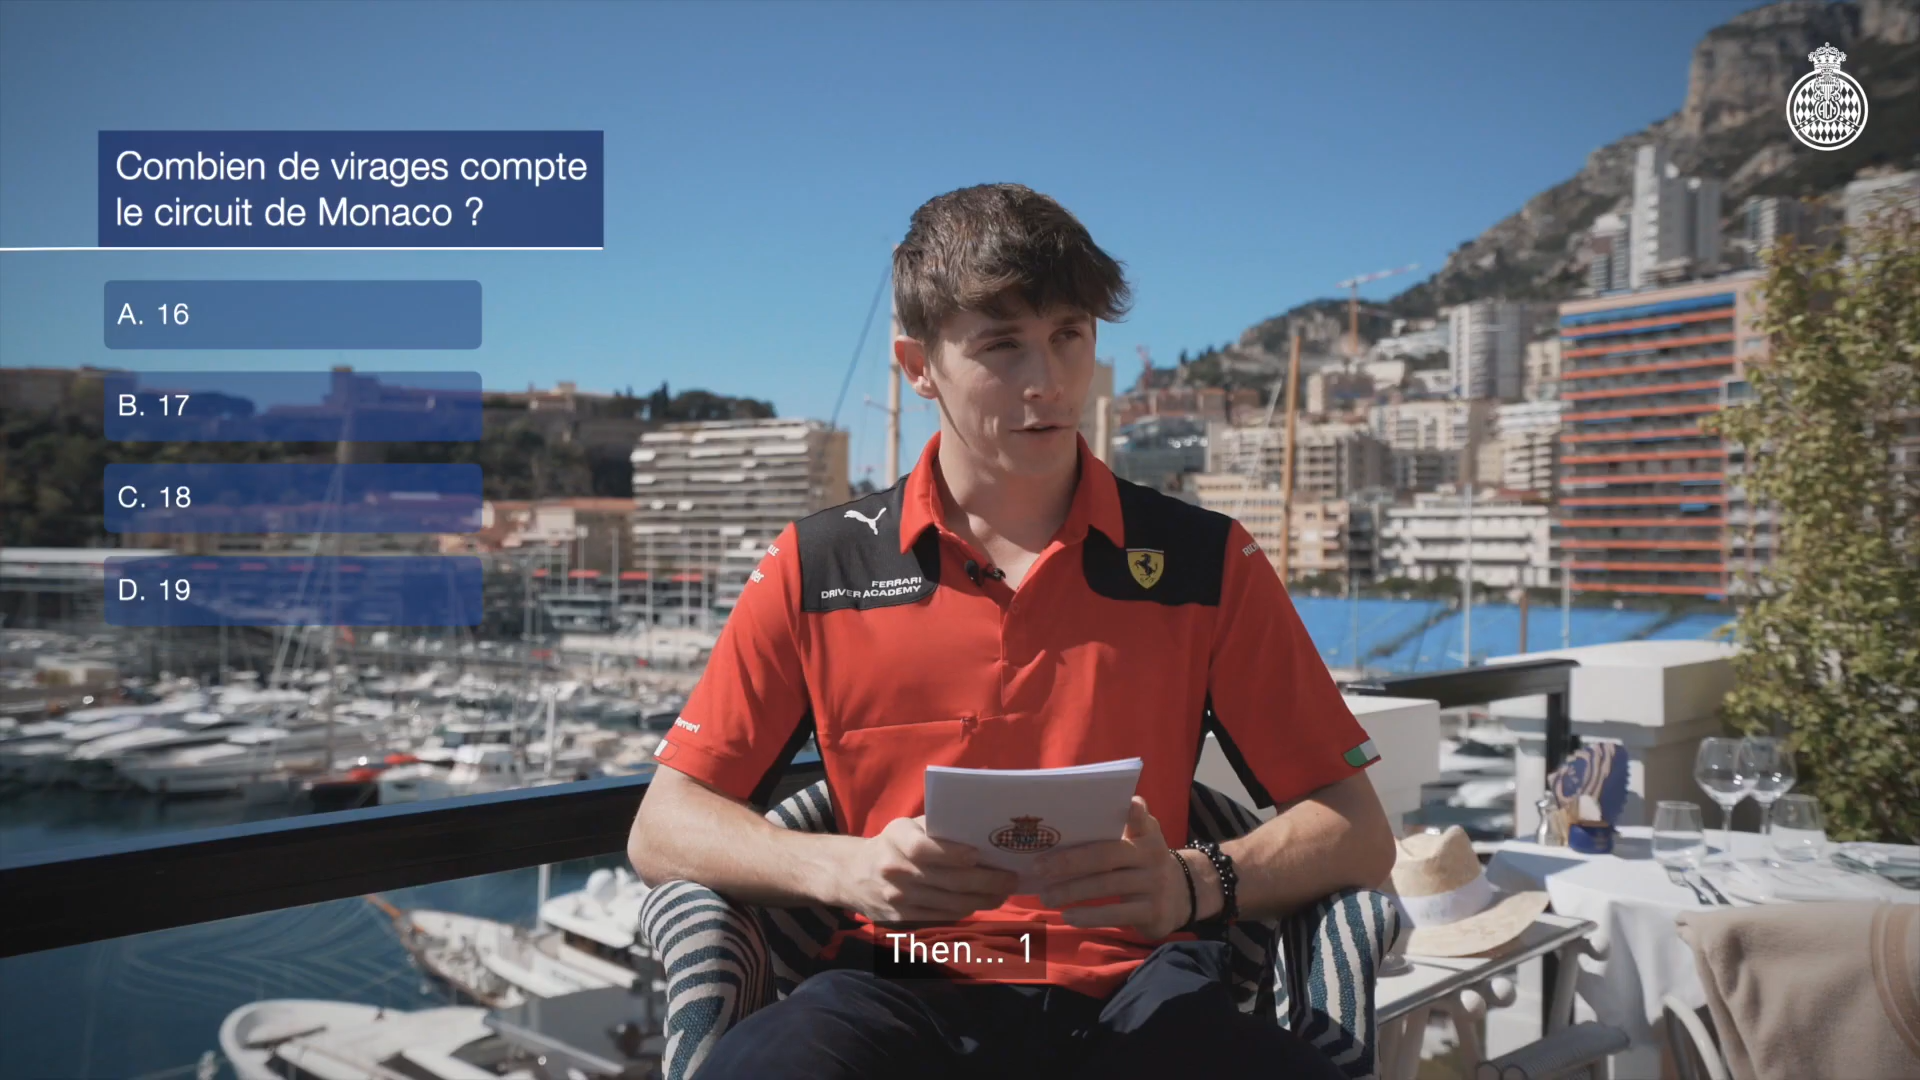 Combien de virages compte
le circuit de Monaco ?
A. 16
B. 17
C. 18
D. 19
FERRARI
DRIVER ACADEMY
Then... 1